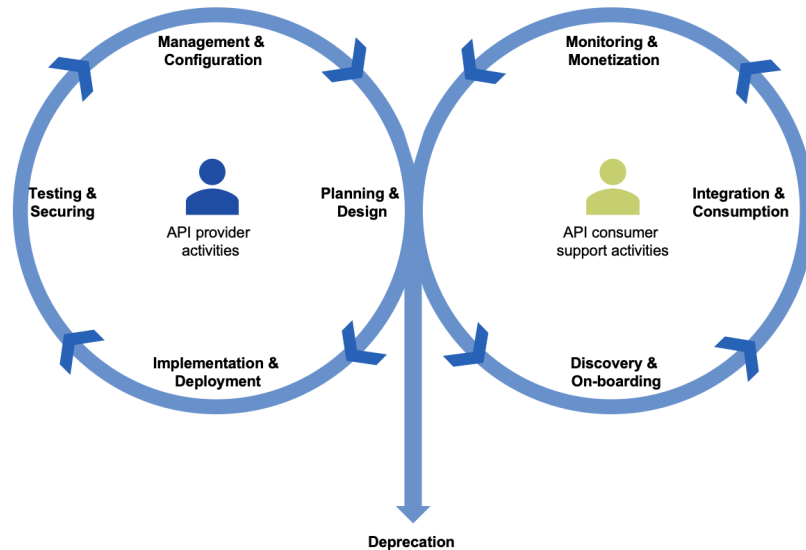 Management &
Configuration
Monitoring &
Monetization
Testing &
Securing
API provider
activities
Planning &
Design
API consumer
support activities
Integration &
Consumption
Implementation &
Deployment
Discovery &
On-boarding
Deprecation